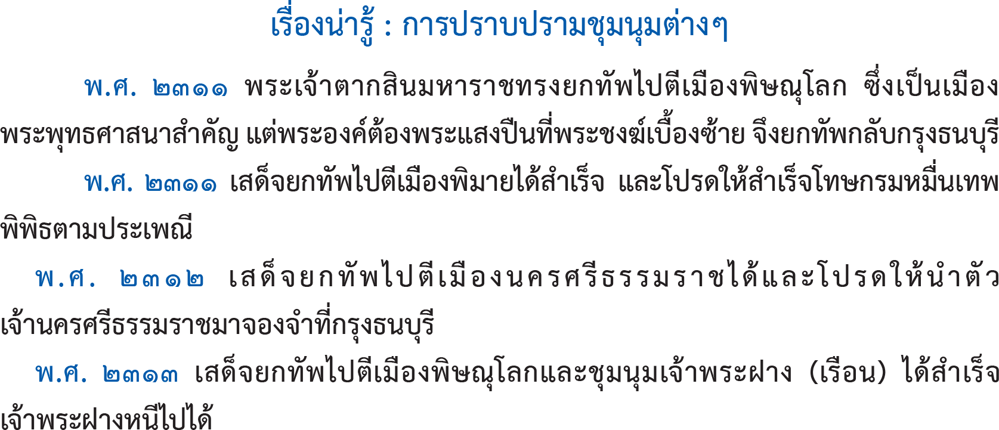 เรื่องน่ารู้ : การปราบปรามชุมนุมต่างๆ
พ.ศ. ๒๓๑๑ พระเจ้าตากสินมหาราชทรงยกทัพไปตีเมืองพิษณุโลก ซึ่งเป็นเมือง
พระพุทธศาสนาสำคัญ แต่พระองค์ต้องพระแสงปืนที่พระชงฆ์เบื้องซ้าย จึงยกทัพกลับกรุงธนบุรี
พ.ศ. ๒๓๑๑ เสด็จยกทัพไปตีเมืองพิมายได้สำเร็จ และโปรดให้สำเร็จโทษกรมหมื่นเทพ
พิพิธตามประเพณี
พ.ศ. ๒๓๑๒ เสด็จยกทัพไปตีเมืองนครศรีธรรมราชได้และโปรดให้นำตัว
เจ้านครศรีธรรมราชมาจองจำที่กรุงธนบุรี
พ.ศ. ๒๓๑๓ เสด็จยกทัพไปตีเมืองพิษณุโลกและชุมนุมเจ้าพระฝาง (เรือน) ได้สำเร็จ
เจ้าพระฝางหนีไปได้